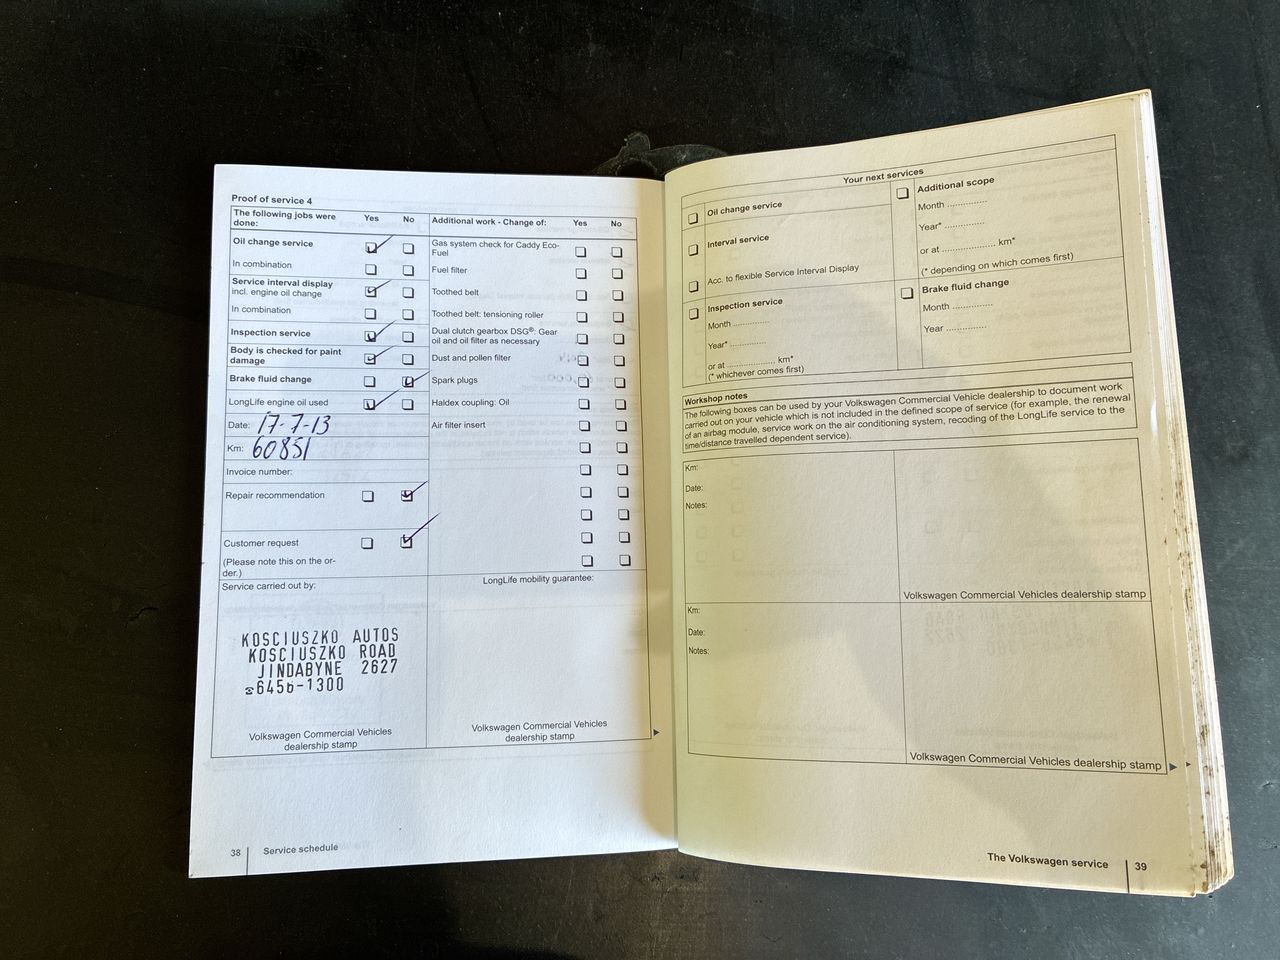 Proof of service 4
The following jobs were done: Yes No
Oil change service
In combination
Service interval display
incl. engine oil change
In combination
Inspection service
Body is checked for paint
damage
Brake fluid change
LongLife engine oil used
Date: 17-7-13
Km: 60851
Invoice number:
Repair recommendation
Customer request
(Please note this on the or-
der.)
Additional work - Change of: Yes No
Gas system check for Caddy Eco-
Fuel
Fuel filter
Toothed belt
Toothed belt: tensioning roller
Dual clutch gearbox DSG®: Gear
oil and oil filter as necessary
Dust and pollen filter
Spark plugs
Haldex coupling: Oil
Air filter insert
Service carried out by:
KOSCIUSZKO AUTOS
KOSCIUSZKO ROAD
JINDABYNE 2627
☎6456-1300
Volkswagen Commercial Vehicles
dealership stamp
LongLife mobility guarantee:
Volkswagen Commercial Vehicles
dealership stamp
38 Service schedule
Your next services
Oil change service
Interval service
Acc. to flexible Service Interval Display
Inspection service
Month ..............
Year* ..............
or at .................... km*
(* whichever comes first)
Additional scope
Month ...............
Year* ...............
or at ...................... km*
(* depending on which comes first)
Brake fluid change
Month ...............
Year ...............
Workshop notes
The following boxes can be used by your Volkswagen Commercial Vehicle dealership to document work
carried out on your vehicle which is not included in the defined scope of service (for example, the renewal
of an airbag module, service work on the air conditioning system, recoding of the LongLife service to the
time/distance travelled dependent service).
Km:
Date:
Notes:
Volkswagen Commercial Vehicles dealership stamp
Km:
Date:
Notes:
Volkswagen Commercial Vehicles dealership stamp
The Volkswagen service 39